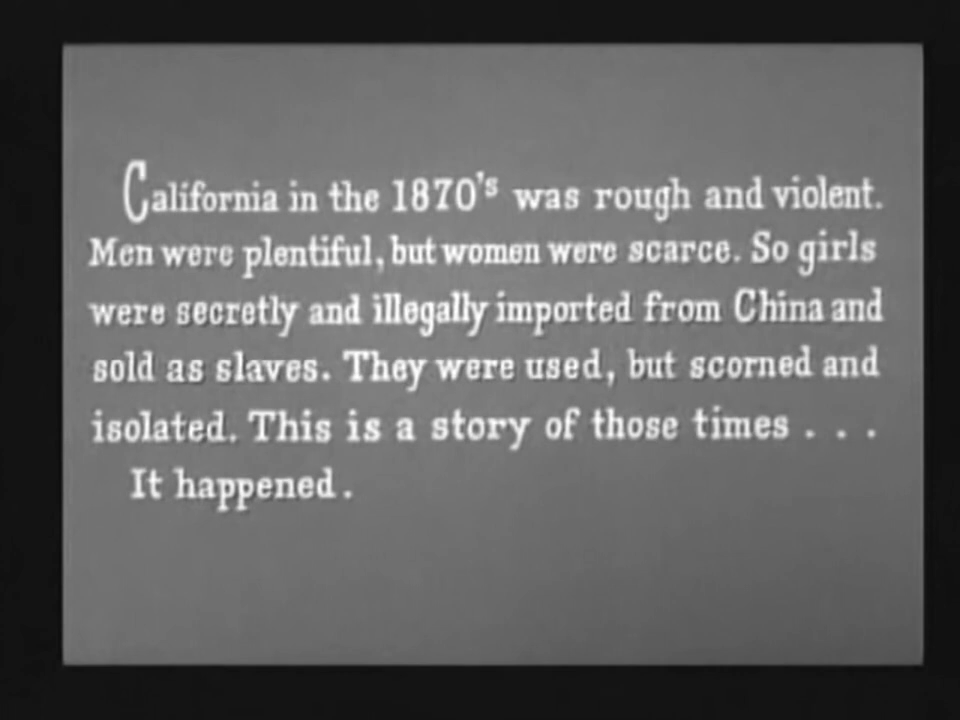 California in the 1870's was rough and violent.
Men were plentiful, but women were scarce. So girls
were secretly and illegally imported from China and
sold as slaves. They were used, but scorned and
isolated. This is a story of those times . . .
It happened.